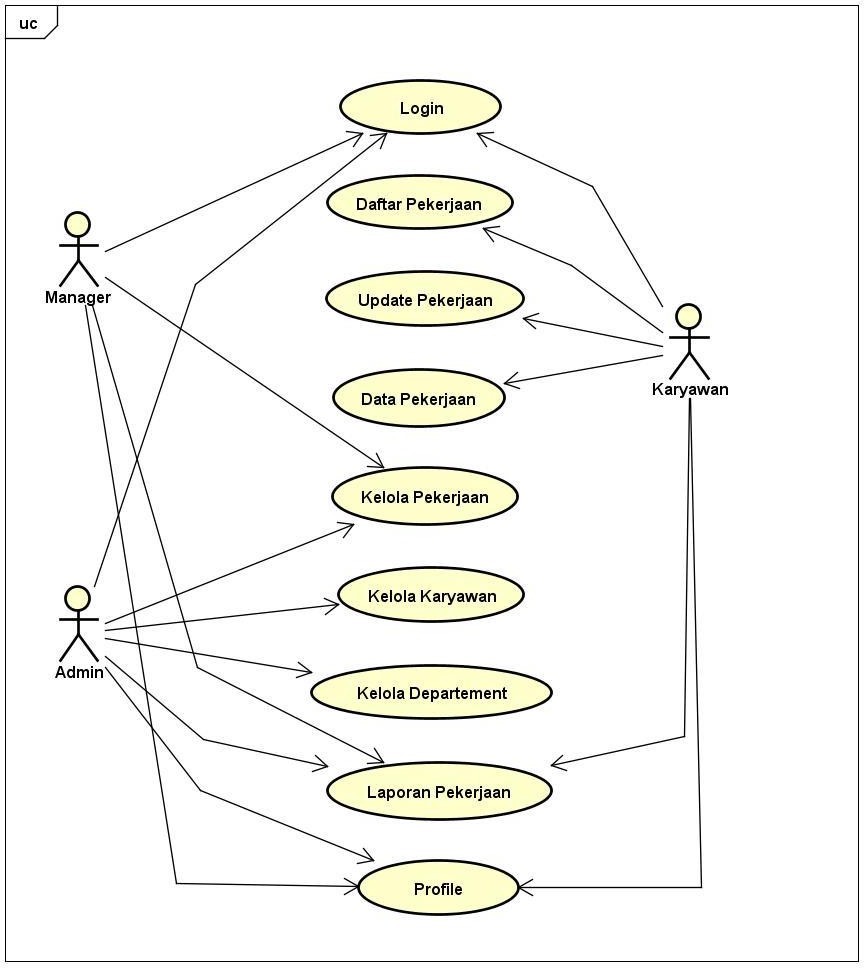 uc
Login
Daftar Pekerjaan
Manager
Update Pekerjaan
Karyawan
Data Pekerjaan
Kelola Pekerjaan
Kelola Karyawan
Admin
Kelola Departement
Laporan Pekerjaan
Profile